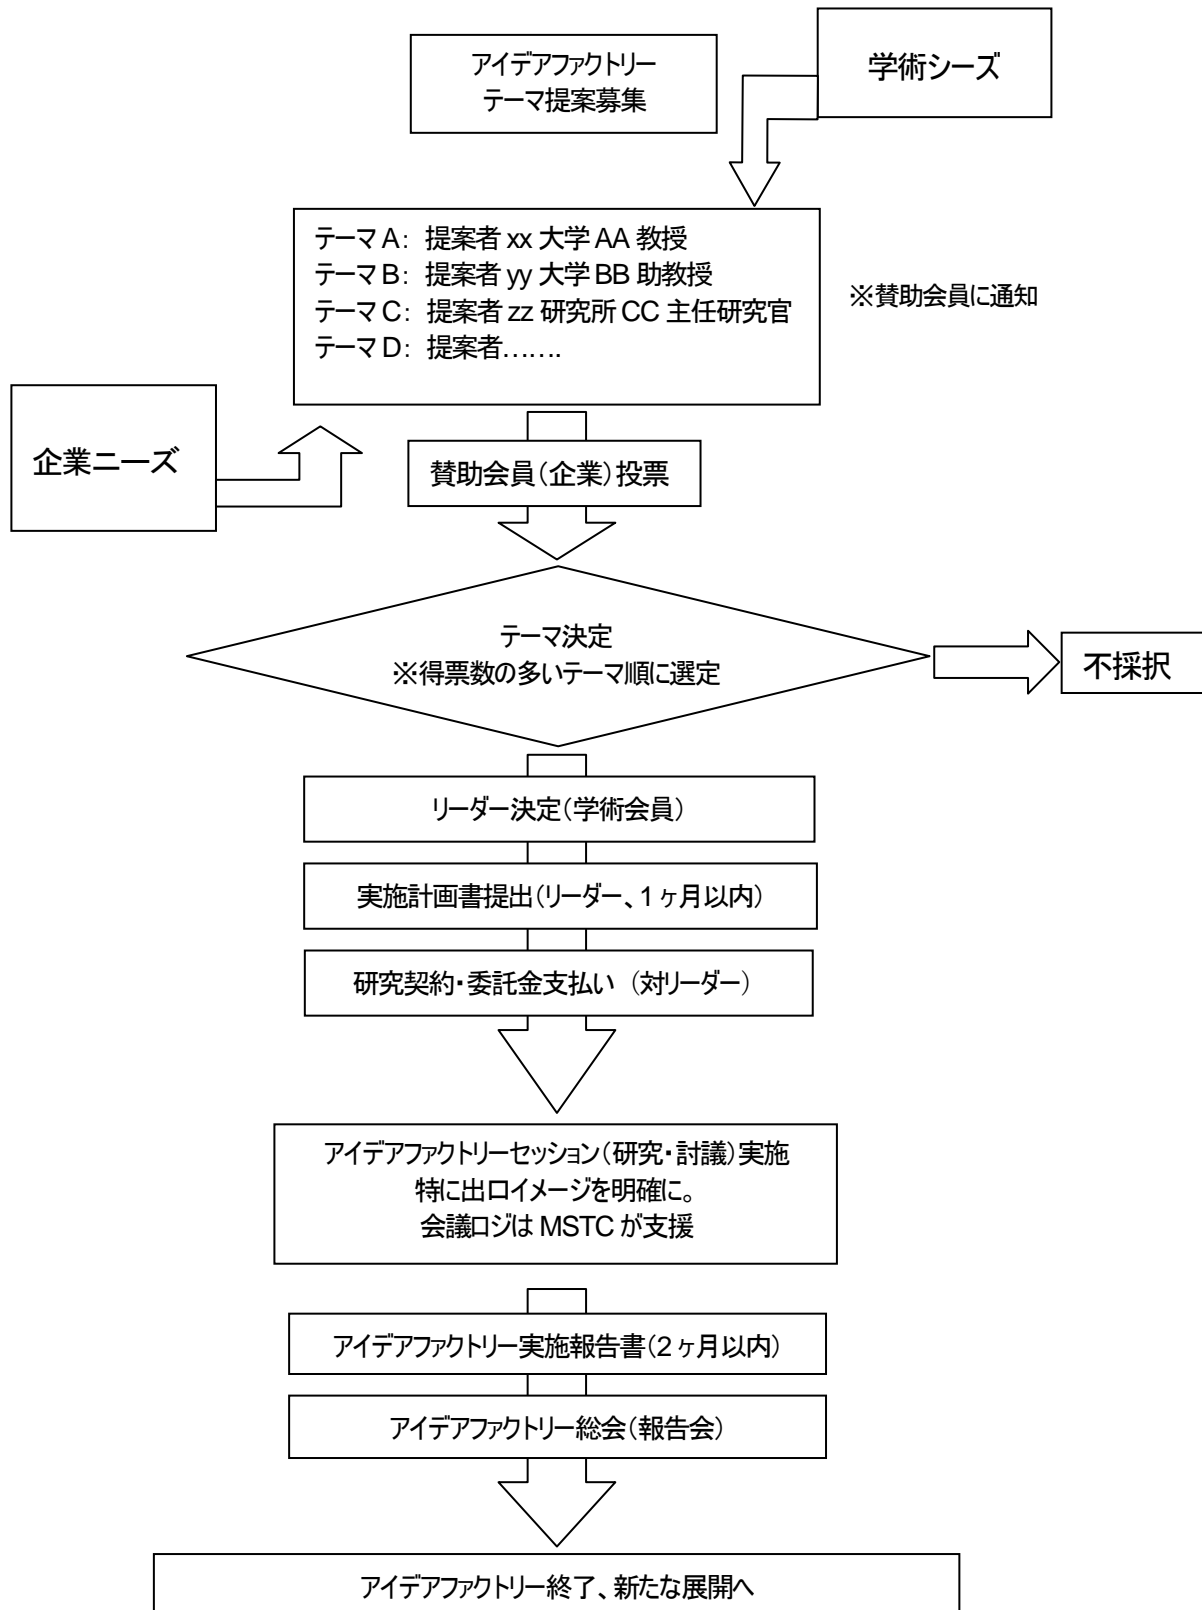 アイデアファクトリー
テーマ提案募集
学術シーズ
テーマ A： 提案者 xx 大学 AA 教授
テーマ B： 提案者 yy 大学 BB 助教授
テーマ C： 提案者 zz 研究所 CC 主任研究官
テーマ D： 提案者…….
※賛助会員に通知
企業ニーズ
賛助会員（企業）投票
テーマ決定
※得票数の多いテーマ順に選定
不採択
リーダー決定（学術会員）
実施計画書提出（リーダー、1 ヶ月以内）
研究契約・委託金支払い （対リーダー）
アイデアファクトリーセッション（研究・討議）実施
特に出口イメージを明確に。
会議ロジは MSTC が支援
アイデアファクトリー実施報告書（2 ヶ月以内）
アイデアファクトリー総会（報告会）
アイデアファクトリー終了、新たな展開へ